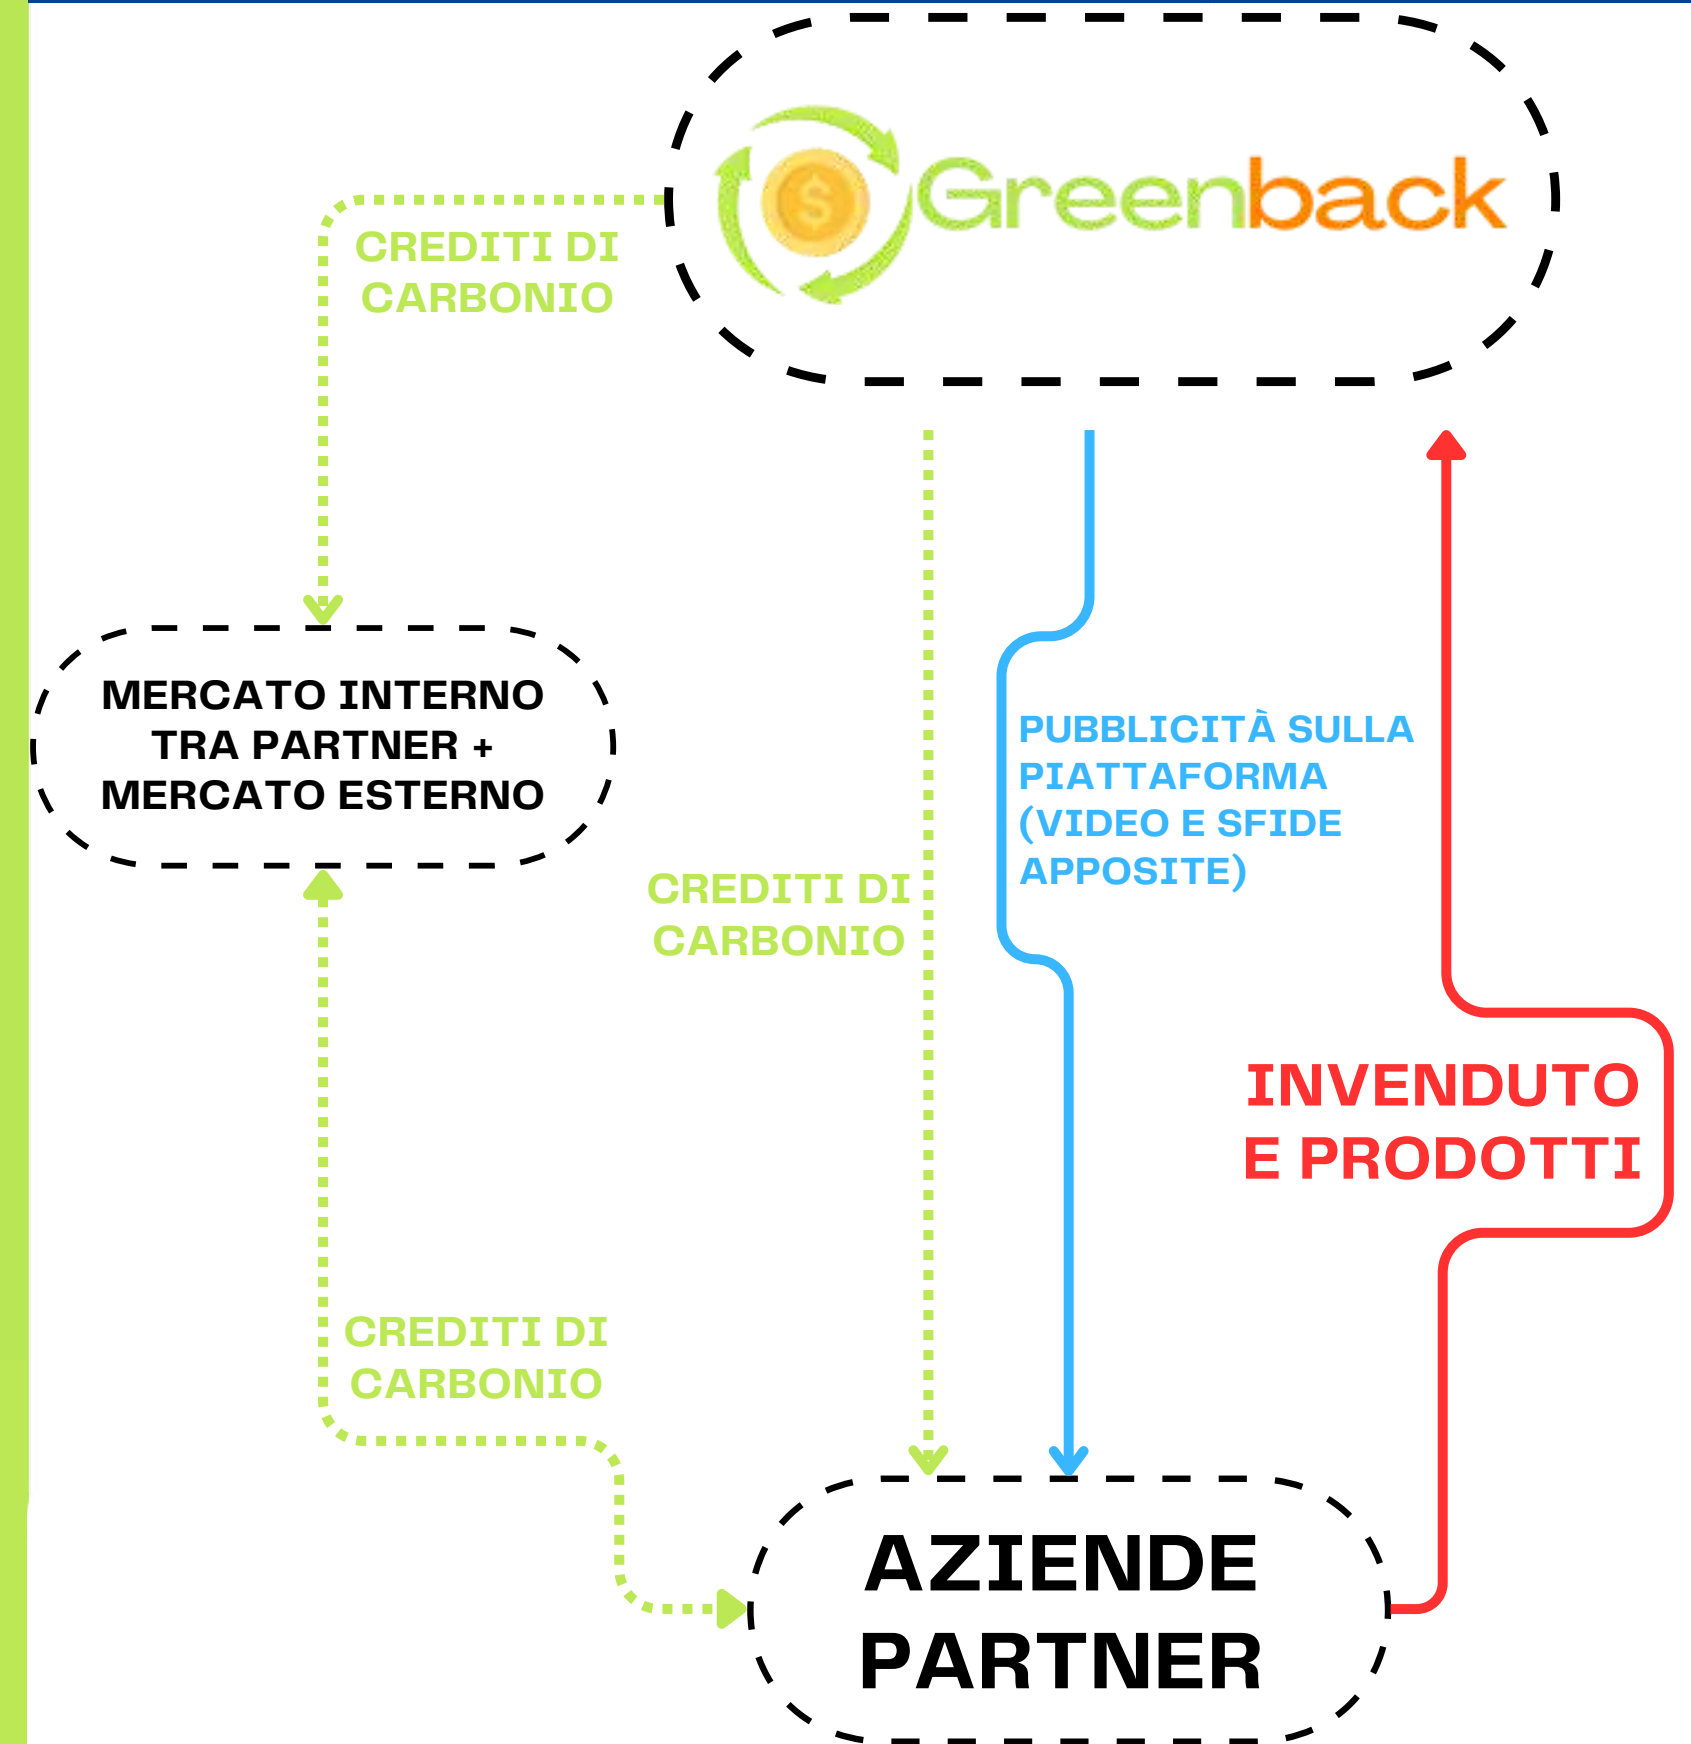 Greenback
CREDITI DI
CARBONIO
MERCATO INTERNO
TRA PARTNER +
MERCATO ESTERNO
PUBBLICITÀ SULLA
PIATTAFORMA
(VIDEO E SFIDE
APPOSITE)
CREDITI DI
CARBONIO
INVENDUTO
E PRODOTTI
CREDITI DI
CARBONIO
AZIENDE
PARTNER